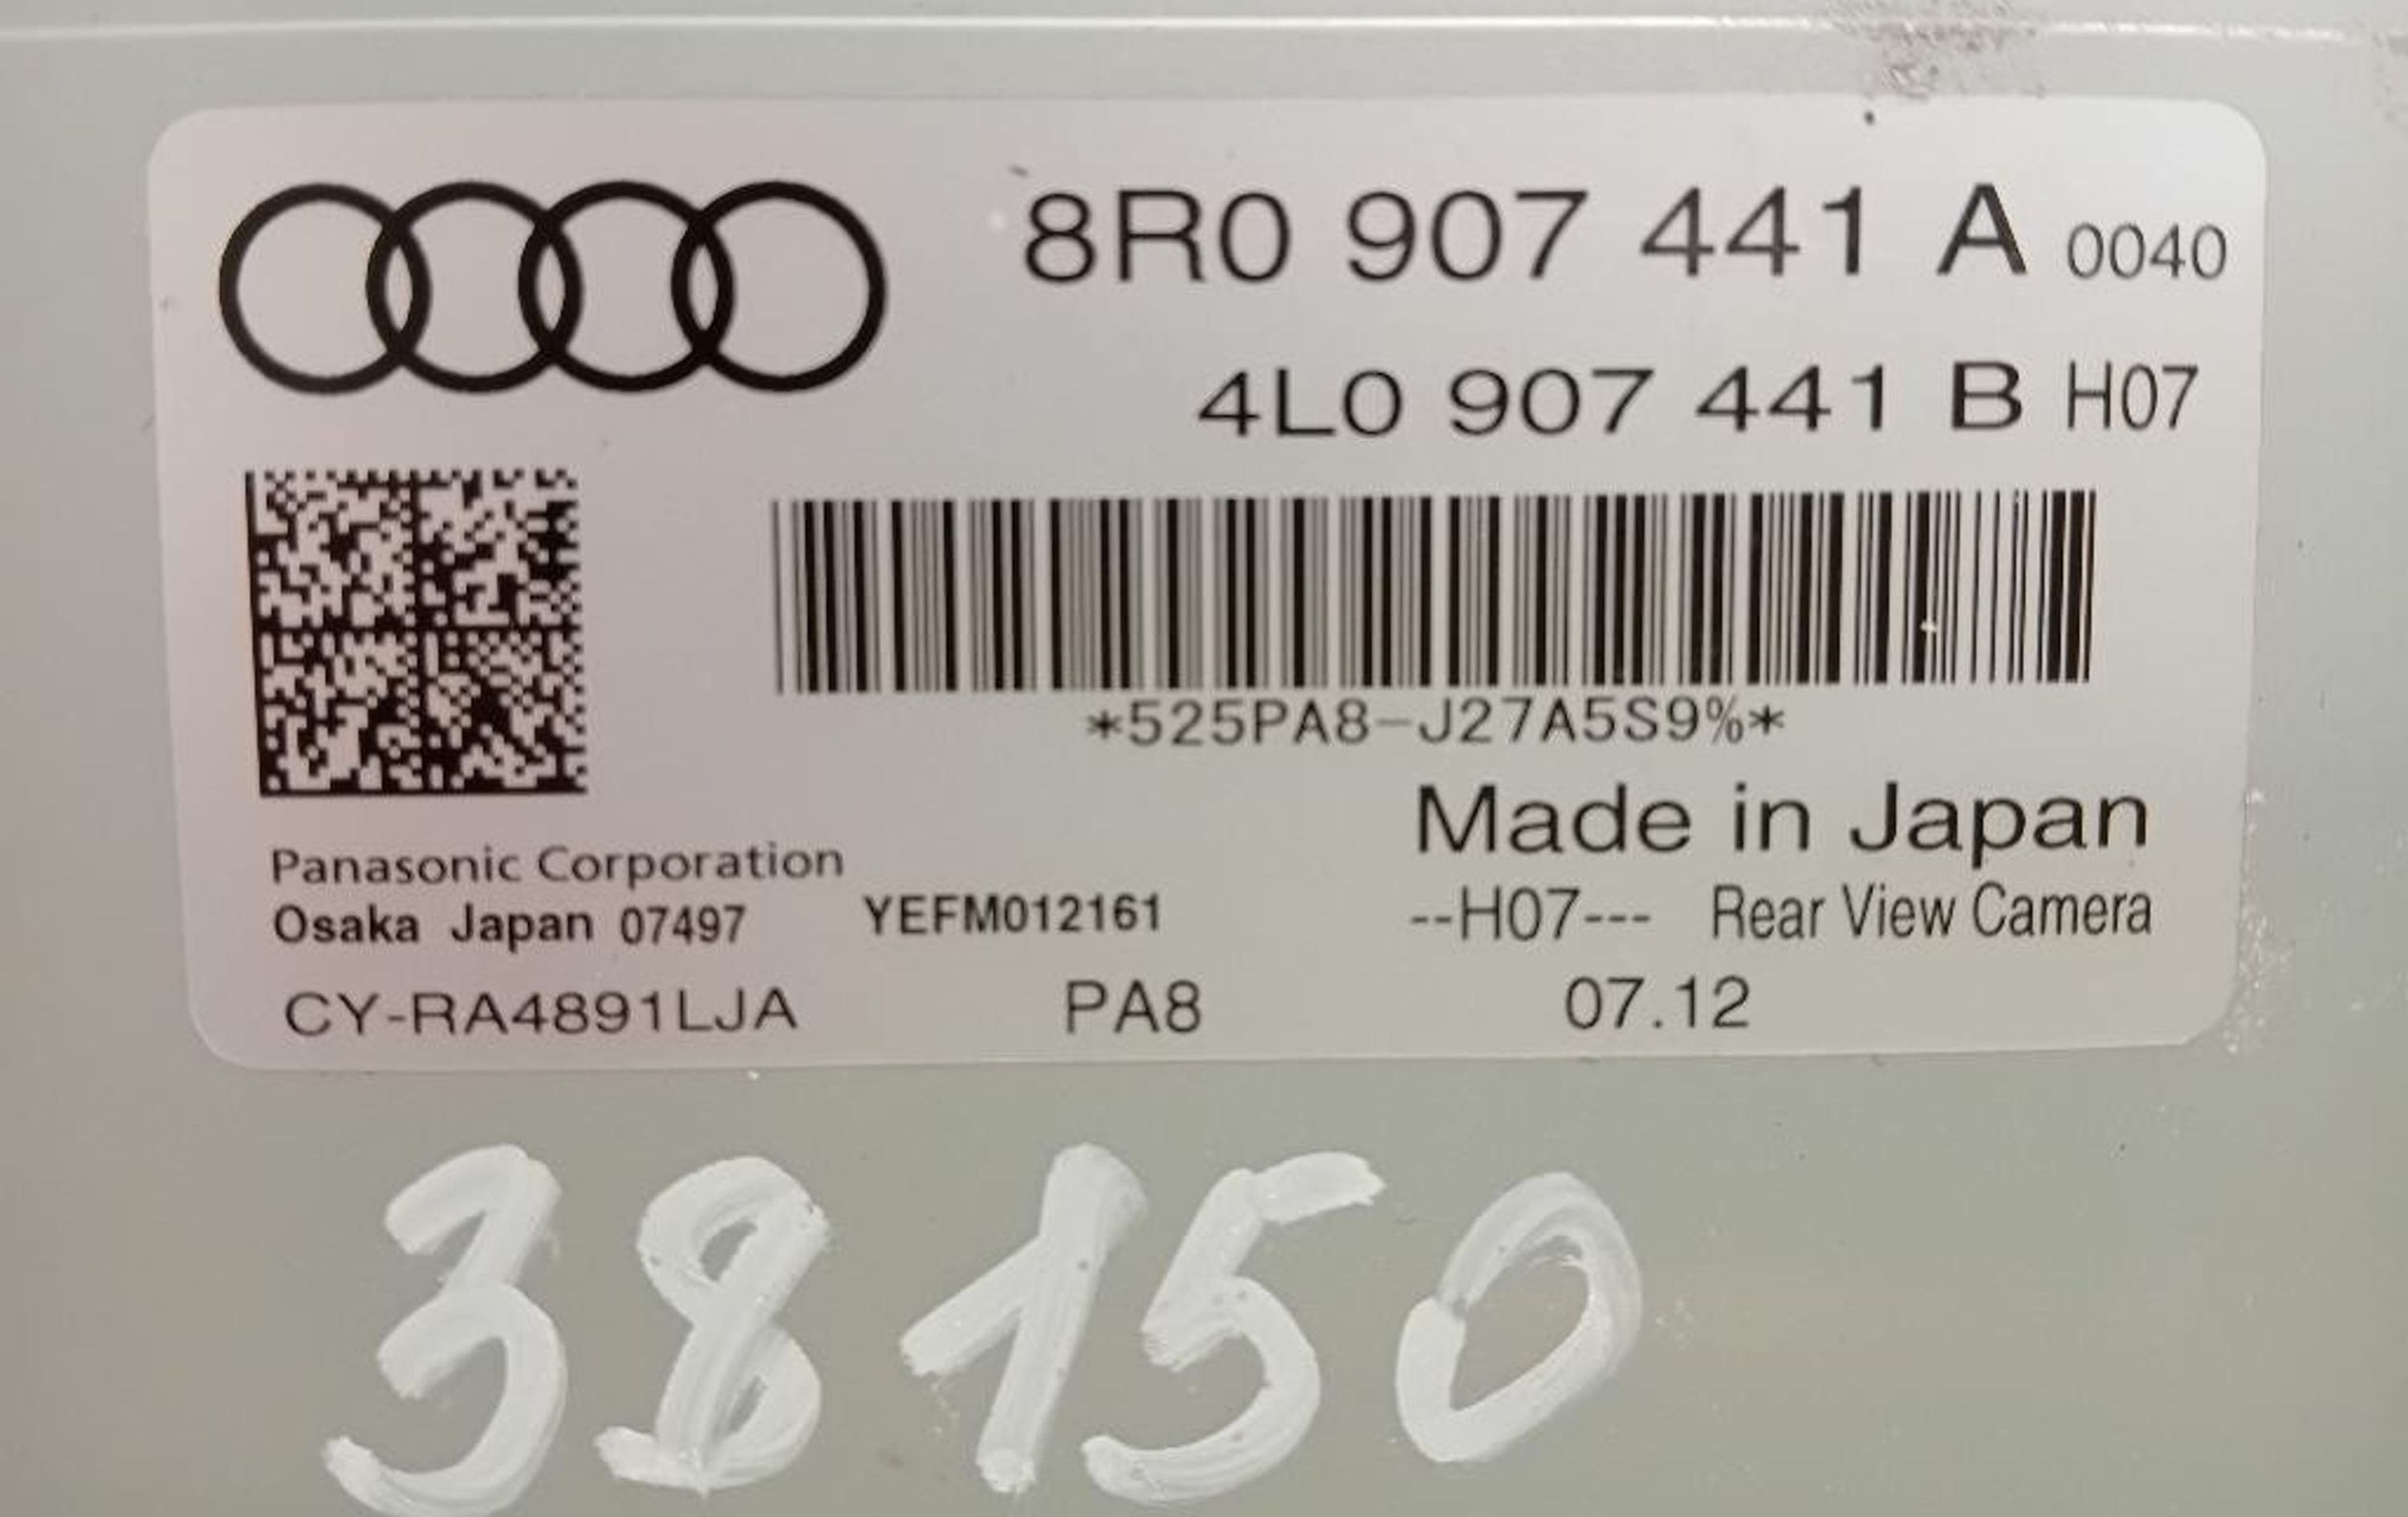 8R0 907 441 A 0040
4L0 907 441 B H07
*525PA8-J27A5S9%*
Made in Japan
Panasonic Corporation
Osaka Japan 07497 YEFM012161 --H07--- Rear View Camera
CY-RA4891LJA PA8 07.12
38150